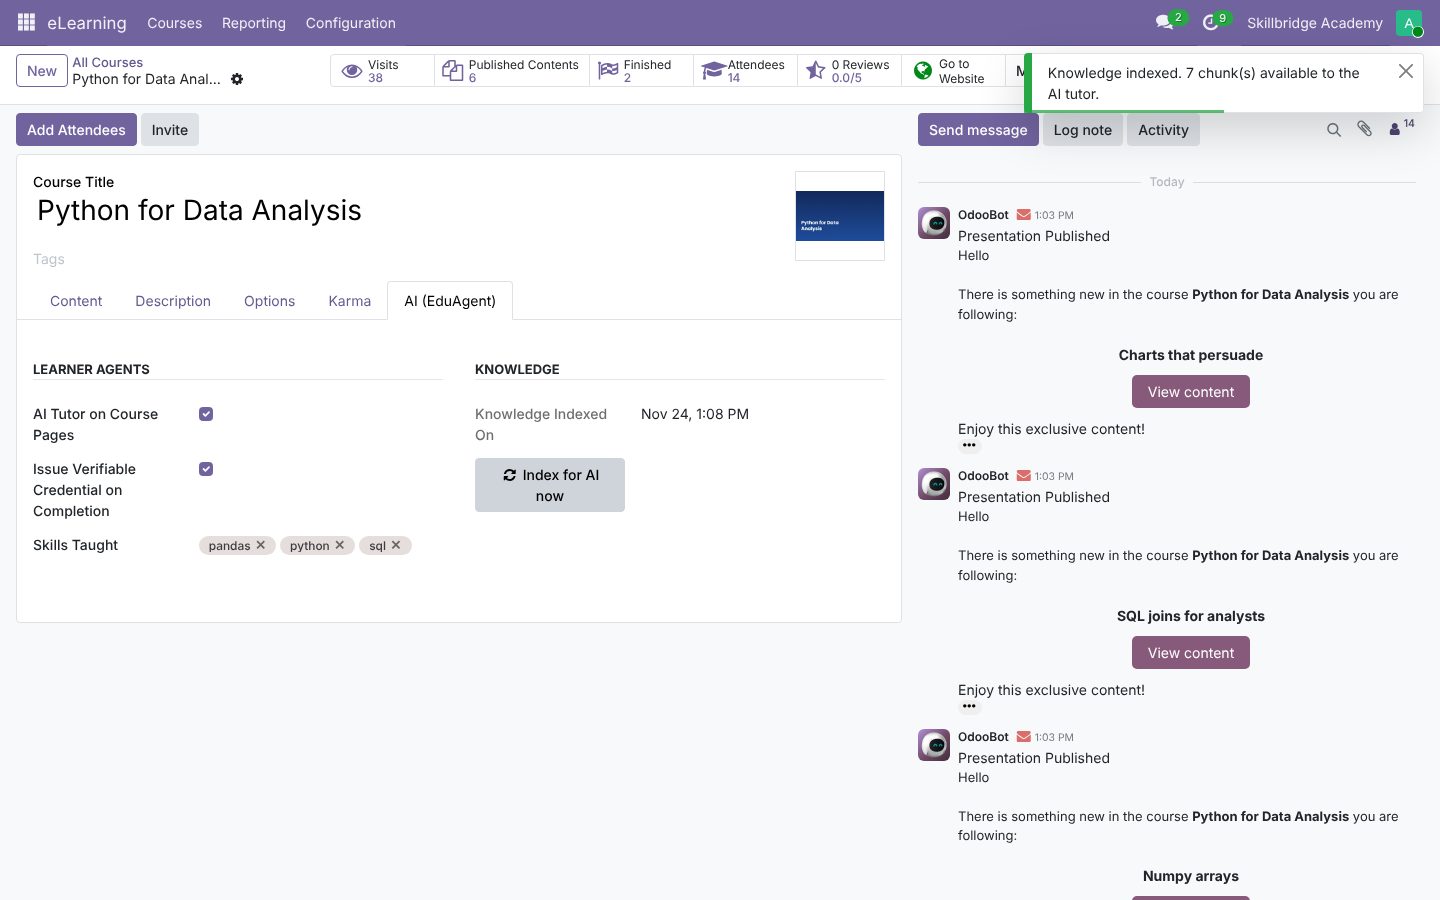 eLearning
Courses
Reporting
Configuration
2
9
Skillbridge Academy
A
New
All Courses
Python for Data Anal...
Visits
38
Published Contents
6
Finished
2
Attendees
14
0 Reviews
0.0/5
Go to
Website
Knowledge indexed. 7 chunk(s) available to the
AI tutor.
Add Attendees
Invite
Send message
Log note
Activity
14
Course Title
Python for Data Analysis
Python for Data
Analysis
Tags
Content
Description
Options
Karma
AI (EduAgent)
LEARNER AGENTS
AI Tutor on Course
Pages
Issue Verifiable
Credential on
Completion
Skills Taught
pandas
python
sql
KNOWLEDGE
Knowledge Indexed
On
Nov 24, 1:08 PM
Index for AI
now
Today
OdooBot
1:03 PM
Presentation Published
Hello
There is something new in the course Python for Data Analysis you are
following:
Charts that persuade
View content
Enjoy this exclusive content!
OdooBot
1:03 PM
Presentation Published
Hello
There is something new in the course Python for Data Analysis you are
following:
SQL joins for analysts
View content
Enjoy this exclusive content!
OdooBot
1:03 PM
Presentation Published
Hello
There is something new in the course Python for Data Analysis you are
following:
Numpy arrays